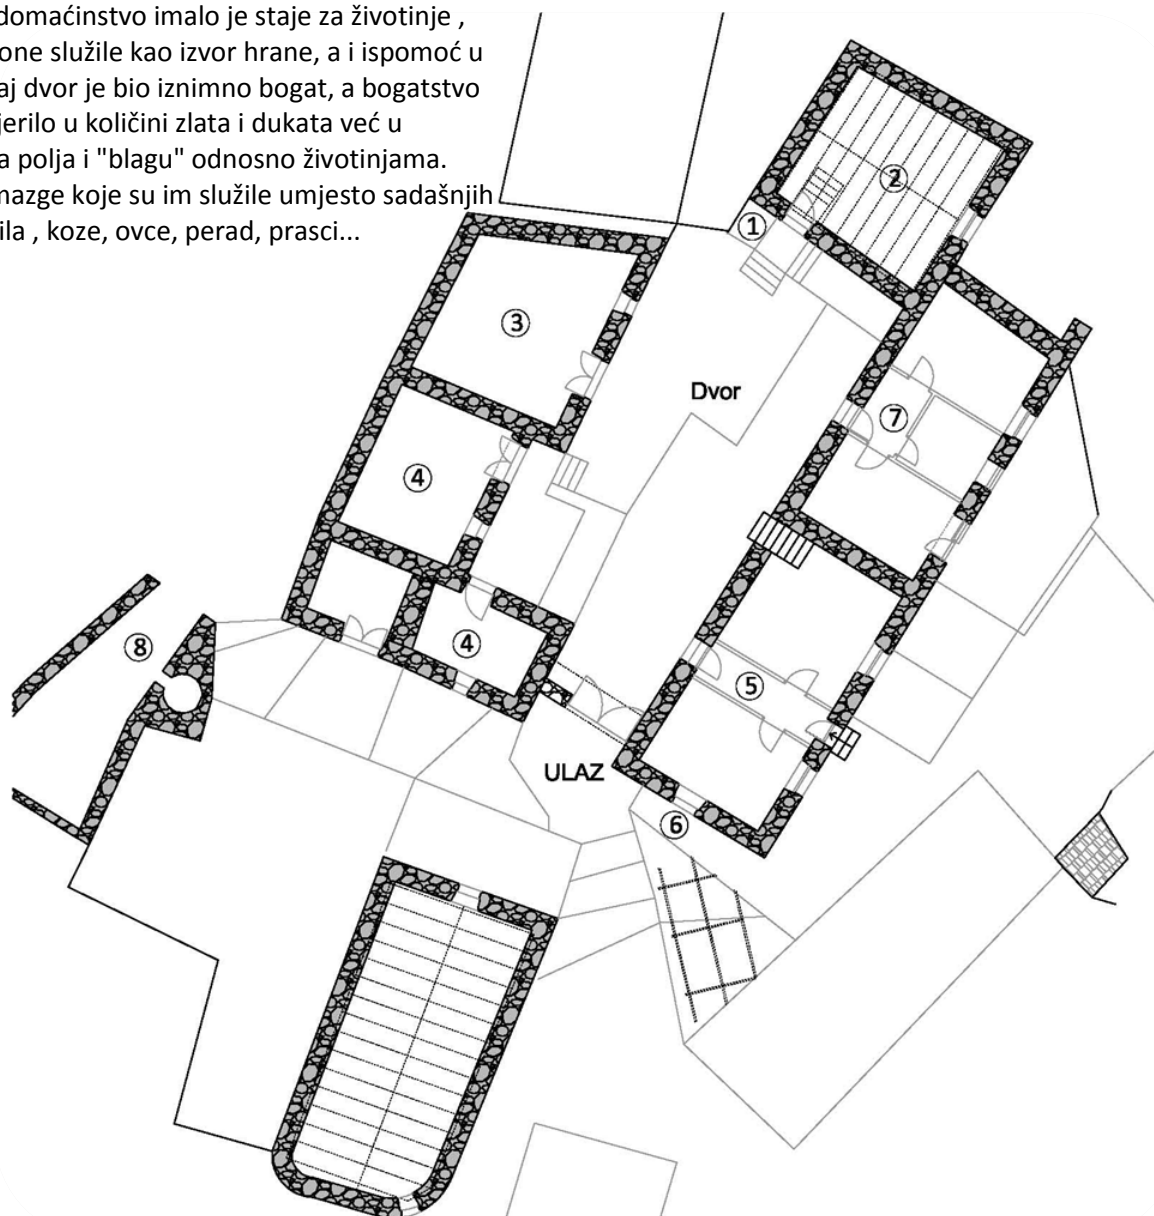 domaćinstvo imalo je staje za životinje ,
one služile kao izvor hrane, a i ispomoć u
aj dvor je bio iznimno bogat, a bogatstvo
jerilo u količini zlata i dukata već u
a polja i "blagu" odnosno životinjama.
mazge koje su im služile umjesto sadašnjih
ila , koze, ovce, perad, prasci...
2
1
3
Dvor
7
4
4
8
5
ULAZ
6